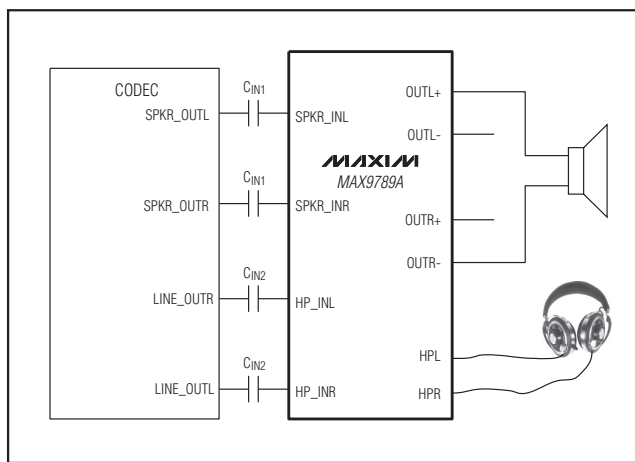 CODEC
SPKR_OUTL
SPKR_OUTR
LINE_OUTR
LINE_OUTL
CIN1
CIN1
CIN2
CIN2
SPKR_INL
SPKR_INR
HP_INL
HP_INR
MAXIM
MAX9789A
OUTL+
OUTL-
OUTR+
OUTR-
HPL
HPR